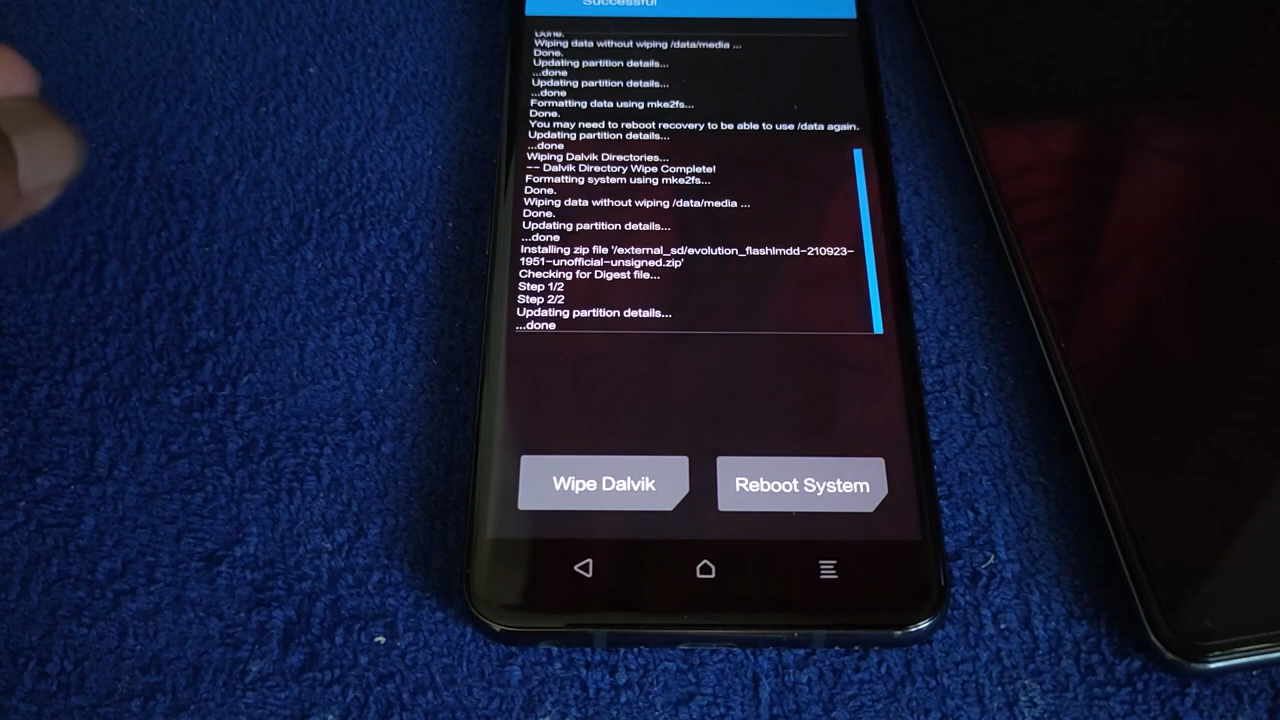 Successful
Done.
Wiping data without wiping /data/media ...
Done.
Updating partition details...
...done
Updating partition details...
...done
Formatting data using mke2fs...
Done.
You may need to reboot recovery to be able to use /data again.
Updating partition details...
...done
Wiping Dalvik Directories...
-- Dalvik Directory Wipe Complete!
Formatting system using mke2fs...
Done.
Wiping data without wiping /data/media ...
Done.
Updating partition details...
...done
Installing zip file '/external_sd/evolution_flashlmdd-210923-
1951-unofficial-unsigned.zip'
Checking for Digest file...
Step 1/2
Step 2/2
Updating partition details...
...done
Wipe Dalvik
Reboot System